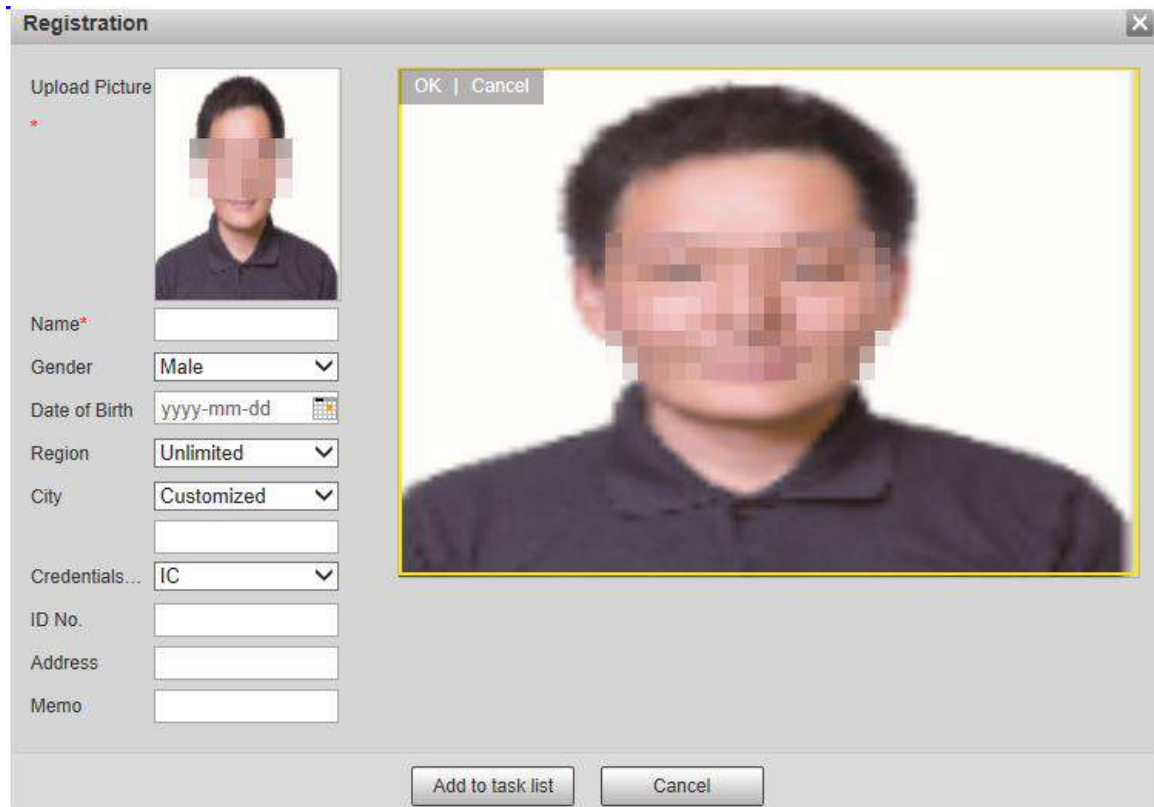 Registration
Upload Picture
*
OK | Cancel
Name*
Gender Male
Date of Birth yyyy-mm-dd
Region Unlimited
City Customized
Credentials... IC
ID No.
Address
Memo
Add to task list Cancel